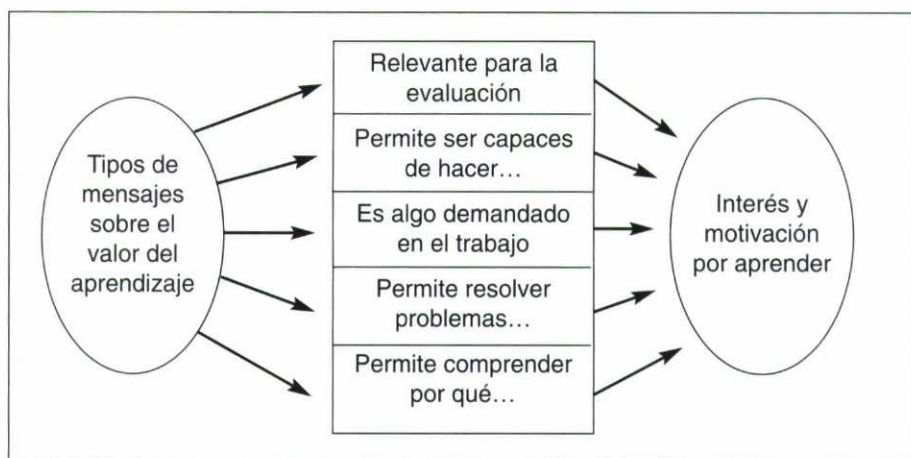 Tipos de
mensajes
sobre el
valor del
aprendizaje
Relevante para la
evaluación
Permite ser capaces
de hacer…
Es algo demandado
en el trabajo
Permite resolver
problemas…
Permite comprender
por qué…
Interés y
motivación
por aprender